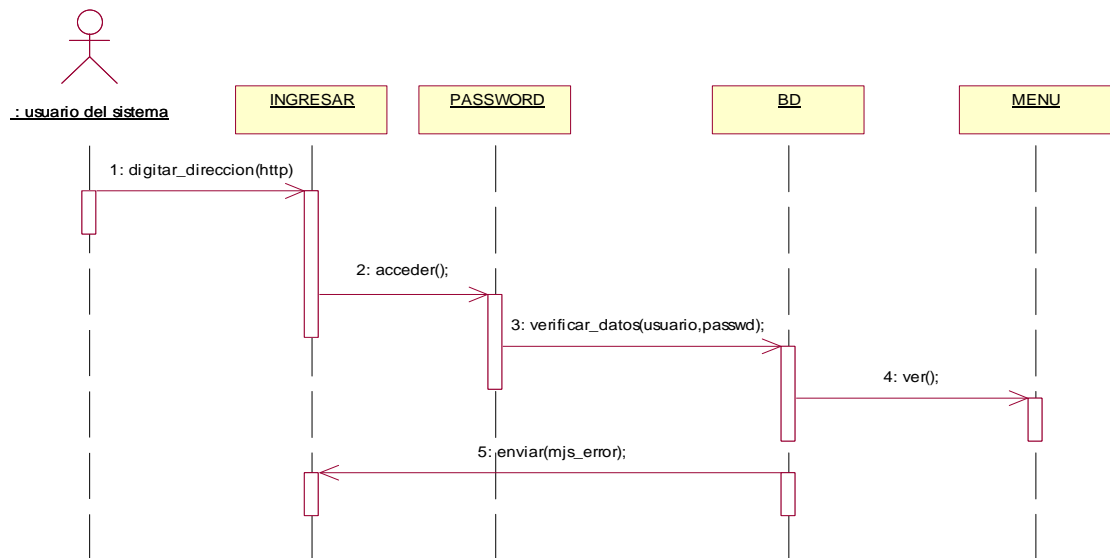 : usuario del sistema
INGRESAR
PASSWORD
BD
MENU
1: digitar_direccion(http)
2: acceder();
3: verificar_datos(usuario,passwd);
4: ver();
5: enviar(mjs_error);